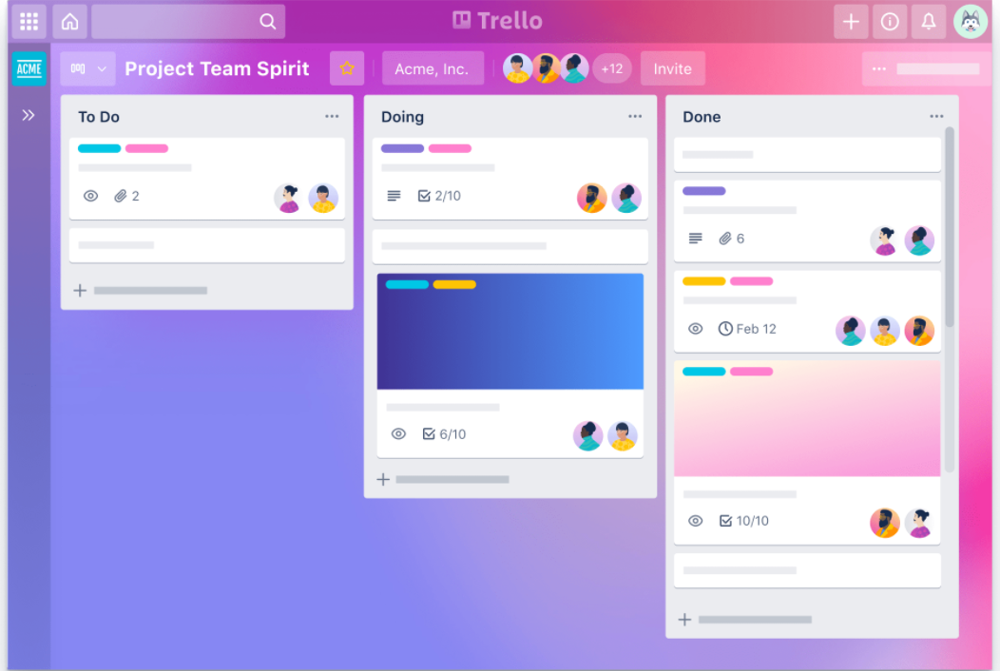 Trello
ACME
Project Team Spirit
Acme, Inc.
+12
Invite
To Do
2
Doing
2/10
6/10
Done
6
Feb 12
10/10